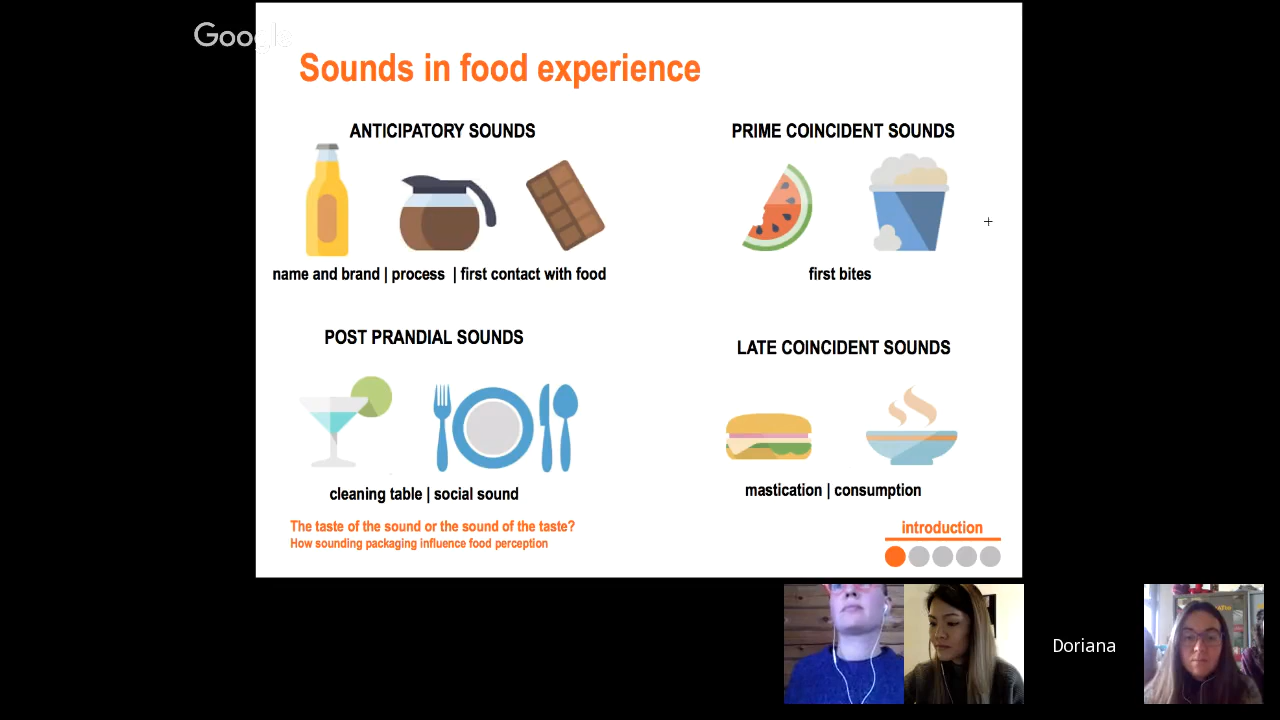 Google
Sounds in food experience
ANTICIPATORY SOUNDS
PRIME COINCIDENT SOUNDS
name and brand | process | first contact with food
first bites
POST PRANDIAL SOUNDS
LATE COINCIDENT SOUNDS
cleaning table | social sound
mastication | consumption
The taste of the sound or the sound of the taste?
How sounding packaging influence food perception
introduction
Doriana